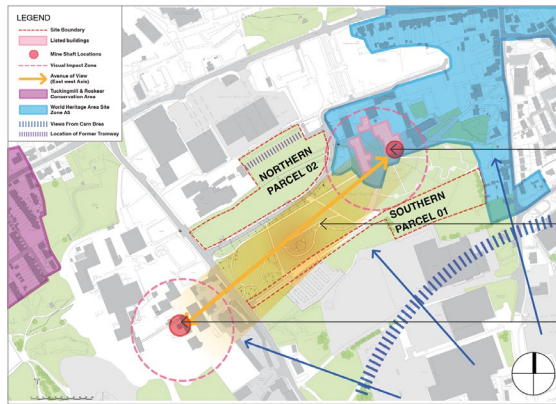 LEGEND
Site Boundary
Listed buildings
Mine Shaft Locations
Visual Impact Zone
Avenue of View
(East west Axis)
Tuckingmill & Roskear
Conservation Area
World Heritage Area Site
Zone A5
Views From Carn Brea
Location of Former Tramway
NORTHERN
PARCEL 02
SOUTHERN
PARCEL 01